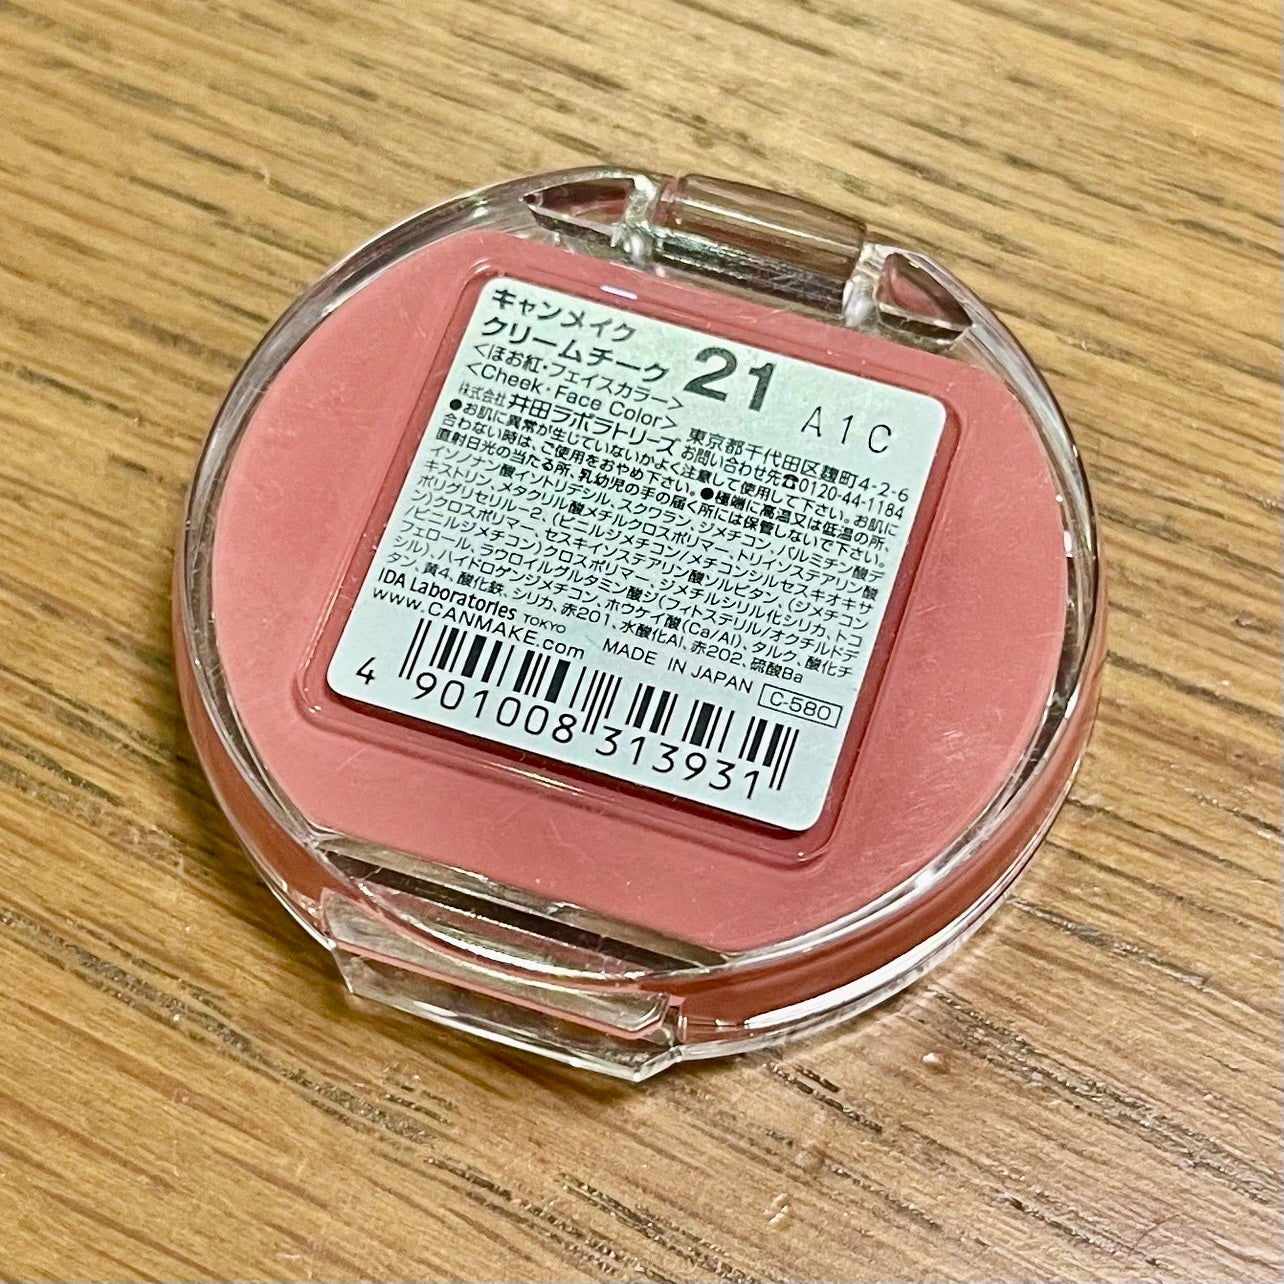 キャンメイク
クリームチーク 21 A1C
<ほお紅・フェイスカラー>
<Cheek・Face Color> 東京都千代田区麹町4-2-6
株式会社 井田ラボラトリーズ お問い合わせ先☎0120-44-1184
●お肌に異常が生じていないかよく注意して使用して下さい。お肌に
合わない時は、ご使用をおやめ下さい。●極端に高温又は低温の所、
直射日光の当たる所、乳幼児の手の届く所には保管しないで下さい。
イソノナン酸イソトリデシル、スクワラン、ジメチコン、パルミチン酸デ
キストリン、メタクリル酸メチルクロスポリマー、トリイソステアリン酸
ポリグリセリル-2、(ビニルジメチコン/メチコンシルセスキオキサ
ン)クロスポリマー、セスキイソステアリン酸ソルビタン、(ジメチコン
/ビニルジメチコン)クロスポリマー、ジメチルシリル化シリカ、トコ
フェロール、ラウロイルグルタミン酸ジ(フィトステリル/オクチルドデ
シル)、ハイドロゲンジメチコン、ホウケイ酸(Ca/Al)、タルク、酸化チ
タン、黄4、酸化鉄、シリカ、赤201、水酸化Al、赤202、硫酸Ba
IDA Laboratories TOKYO
www.CANMAKE.com MADE IN JAPAN C-580
4 901008 313931